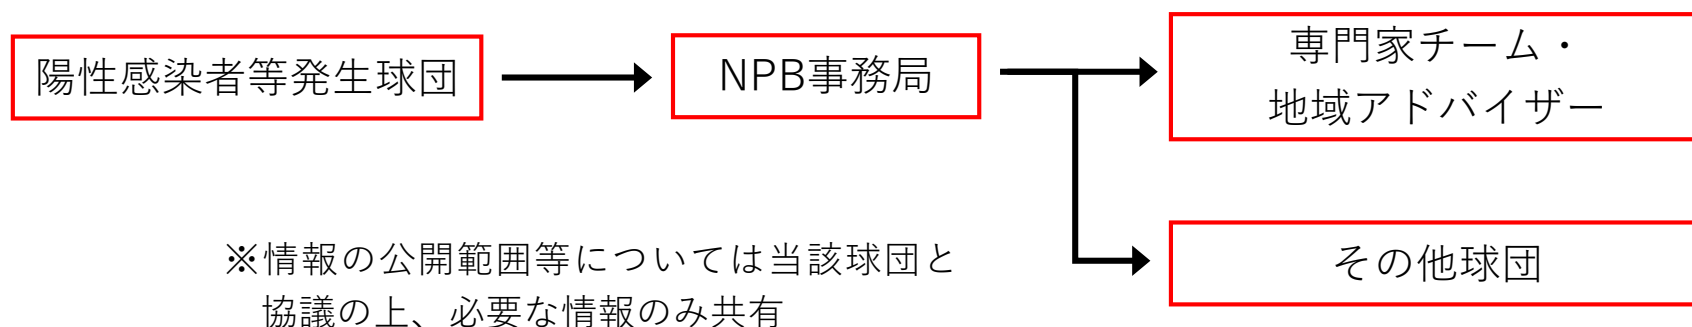 陽性感染者等発生球団
NPB事務局
専門家チーム・
地域アドバイザー
その他球団
※情報の公開範囲等については当該球団と
協議の上、必要な情報のみ共有